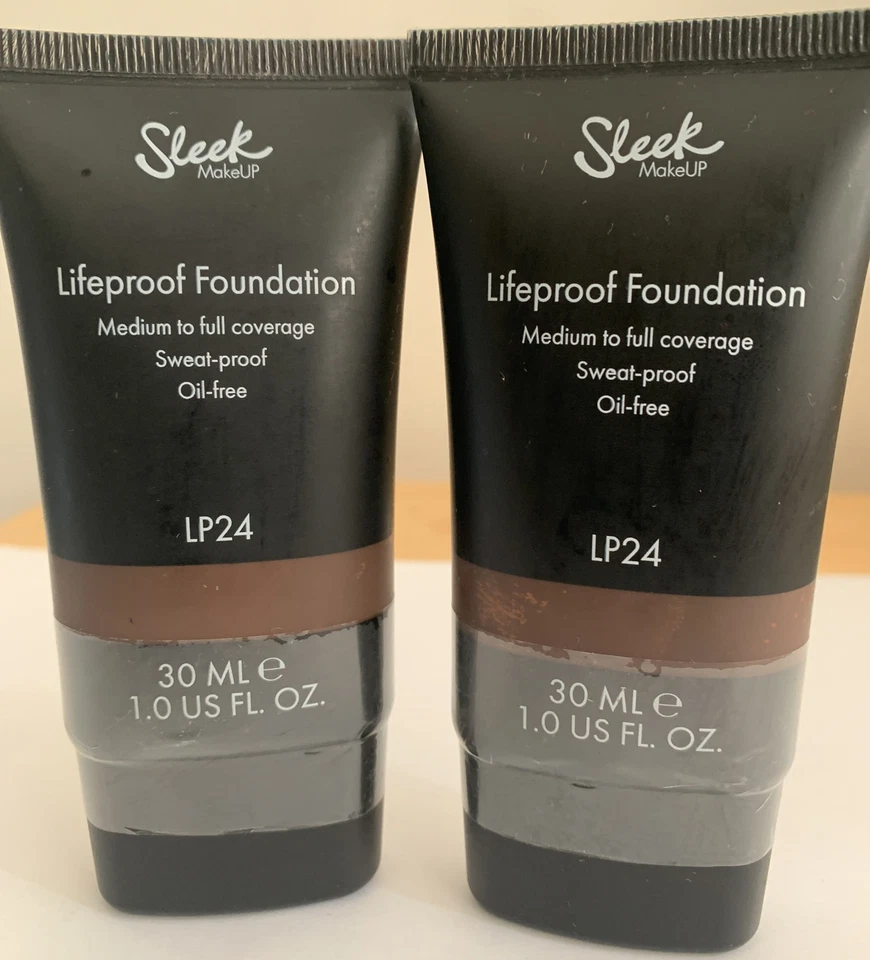 Sleek
MakeUP
Lifeproof Foundation
Medium to full coverage
Sweat-proof
Oil-free
LP24
30 ML ℮
1.0 US FL. OZ.
Sleek
MakeUP
Lifeproof Foundation
Medium to full coverage
Sweat-proof
Oil-free
LP24
30 ML ℮
1.0 US FL. OZ.